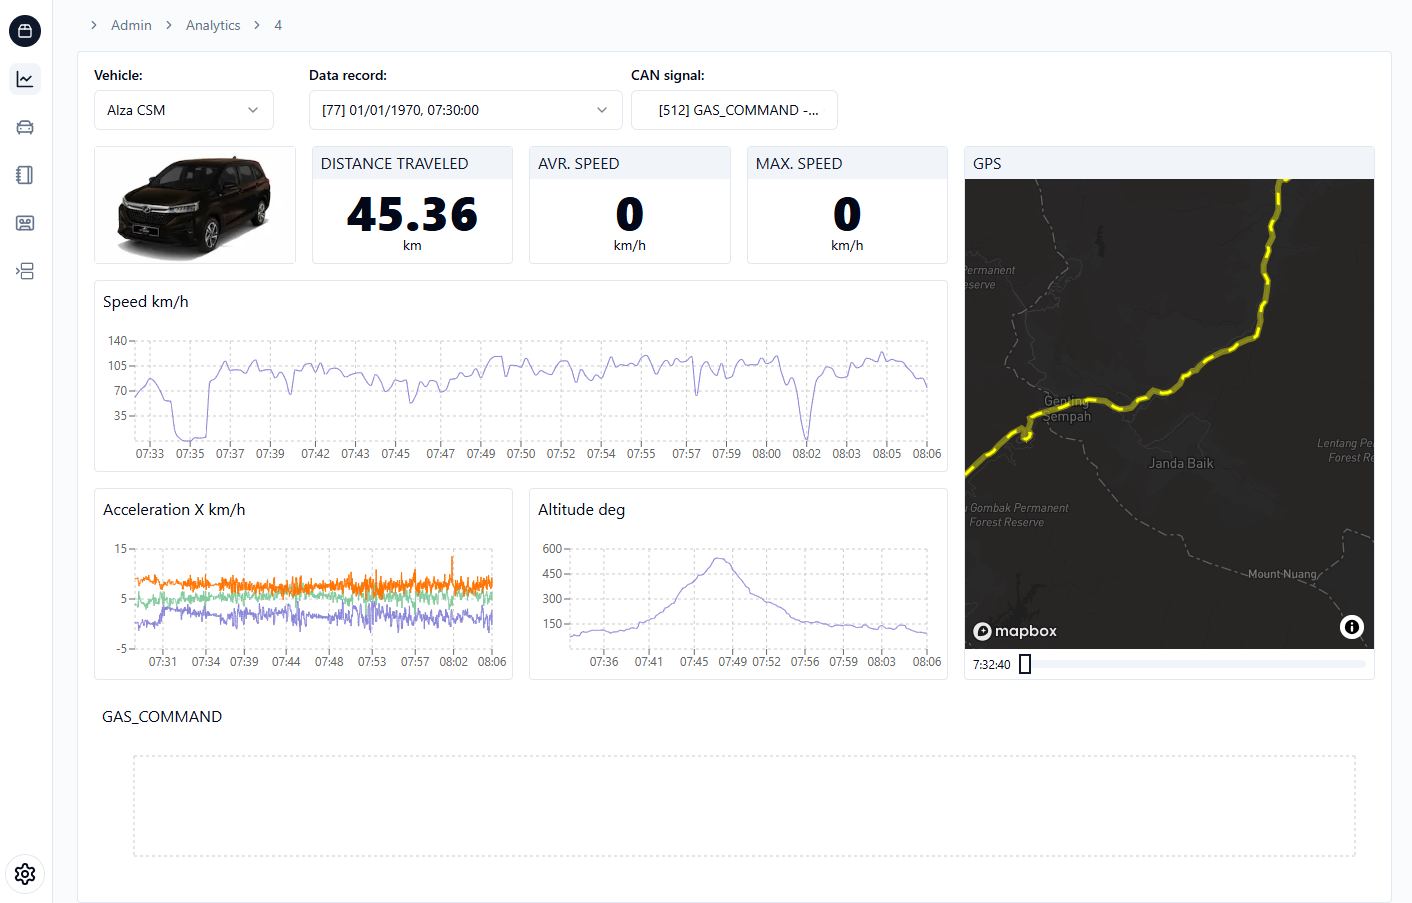 Admin > Analytics > 4
Vehicle:
Data record:
CAN signal:
Alza CSM
[77] 01/01/1970, 07:30:00
[512] GAS_COMMAND -...
DISTANCE TRAVELED
45.36
km
AVR. SPEED
0
km/h
MAX. SPEED
0
km/h
GPS
Permanent
eserve
Genting
Sempah
Lentang Pe
Forest Re
Janda Baik
Gombak Permanent
Forest Reserve
Mount Nuang
mapbox
7:32:40
Speed km/h
140
105
70
35
07:33 07:35 07:37 07:39 07:42 07:43 07:45 07:47 07:49 07:50 07:52 07:54 07:55 07:57 07:59 08:00 08:02 08:03 08:05 08:06
Acceleration X km/h
15
5
-5
07:31 07:34 07:39 07:44 07:48 07:53 07:57 08:02 08:06
Altitude deg
600
450
300
150
07:36 07:41 07:45 07:49 07:52 07:56 07:59 08:03 08:06
GAS_COMMAND